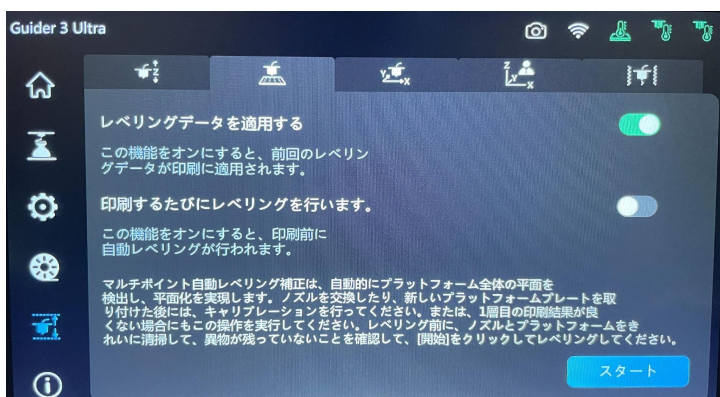 Guider 3 Ultra
Z
Y X
Z Y X
レベリングデータを適用する
この機能をオンにすると、前回のレベリン
グデータが印刷に適用されます。
印刷するたびにレベリングを行います。
この機能をオンにすると、印刷前に
自動レベリングが行われます。
マルチポイント自動レベリング補正は、自動的にプラットフォーム全体の平面を
検出し、平面化を実現します。ノズルを交換したり、新しいプラットフォームプレートを取
り付けた後には、キャリブレーションを行ってください。または、1層目の印刷結果が良
くない場合にもこの操作を実行してください。レベリング前に、ノズルとプラットフォームをき
れいに清掃して、異物が残っていないことを確認して、[開始]をクリックしてレベリングしてください。
スタート